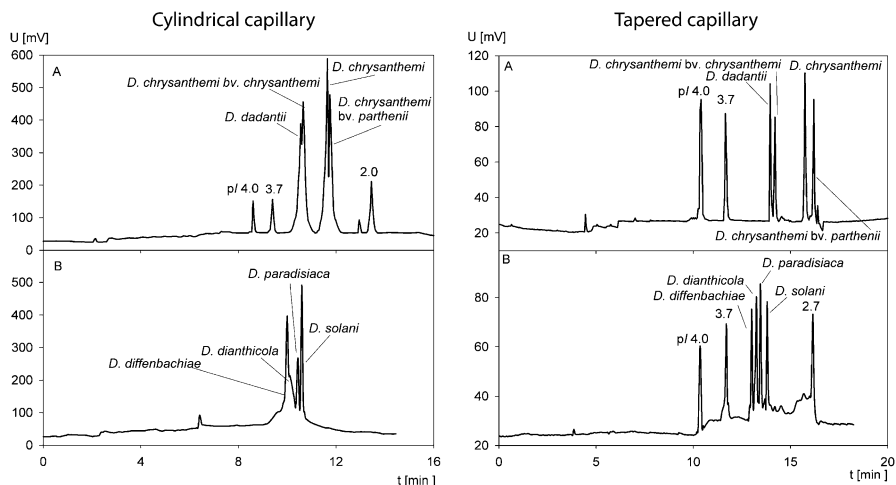 Cylindrical capillary
U [mV]
600
500
400
300
200
100
0
A
D. chrysanthemi
D. chrysanthemi bv. chrysanthemi
D. chrysanthemi
bv. parthenii
D. dadantii
pI 4.0
3.7
2.0
B
500
400
300
200
100
0
D. paradisiaca
D. solani
D. dianthicola
D. diffenbachiae
0
4
8
12
16
t [min ]
Tapered capillary
U [mV]
120
100
80
60
40
20
A
D. chrysanthemi bv. chrysanthemi
D. chrysanthemi
D. dadantii
pI 4.0
3.7
D. chrysanthemi bv. parthenii
B
80
60
40
20
D. paradisiaca
D. dianthicola
D. solani
D. diffenbachiae
3.7
2.7
pI 4.0
0
5
10
15
20
t [min ]